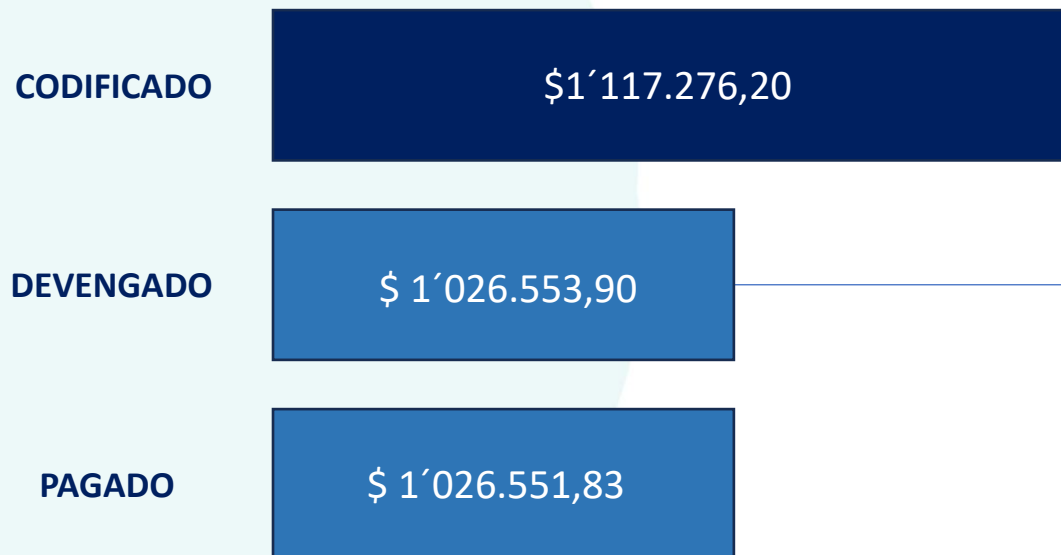 CODIFICADO
$1´117.276,20
DEVENGADO
$ 1´026.553,90
PAGADO
$ 1´026.551,83